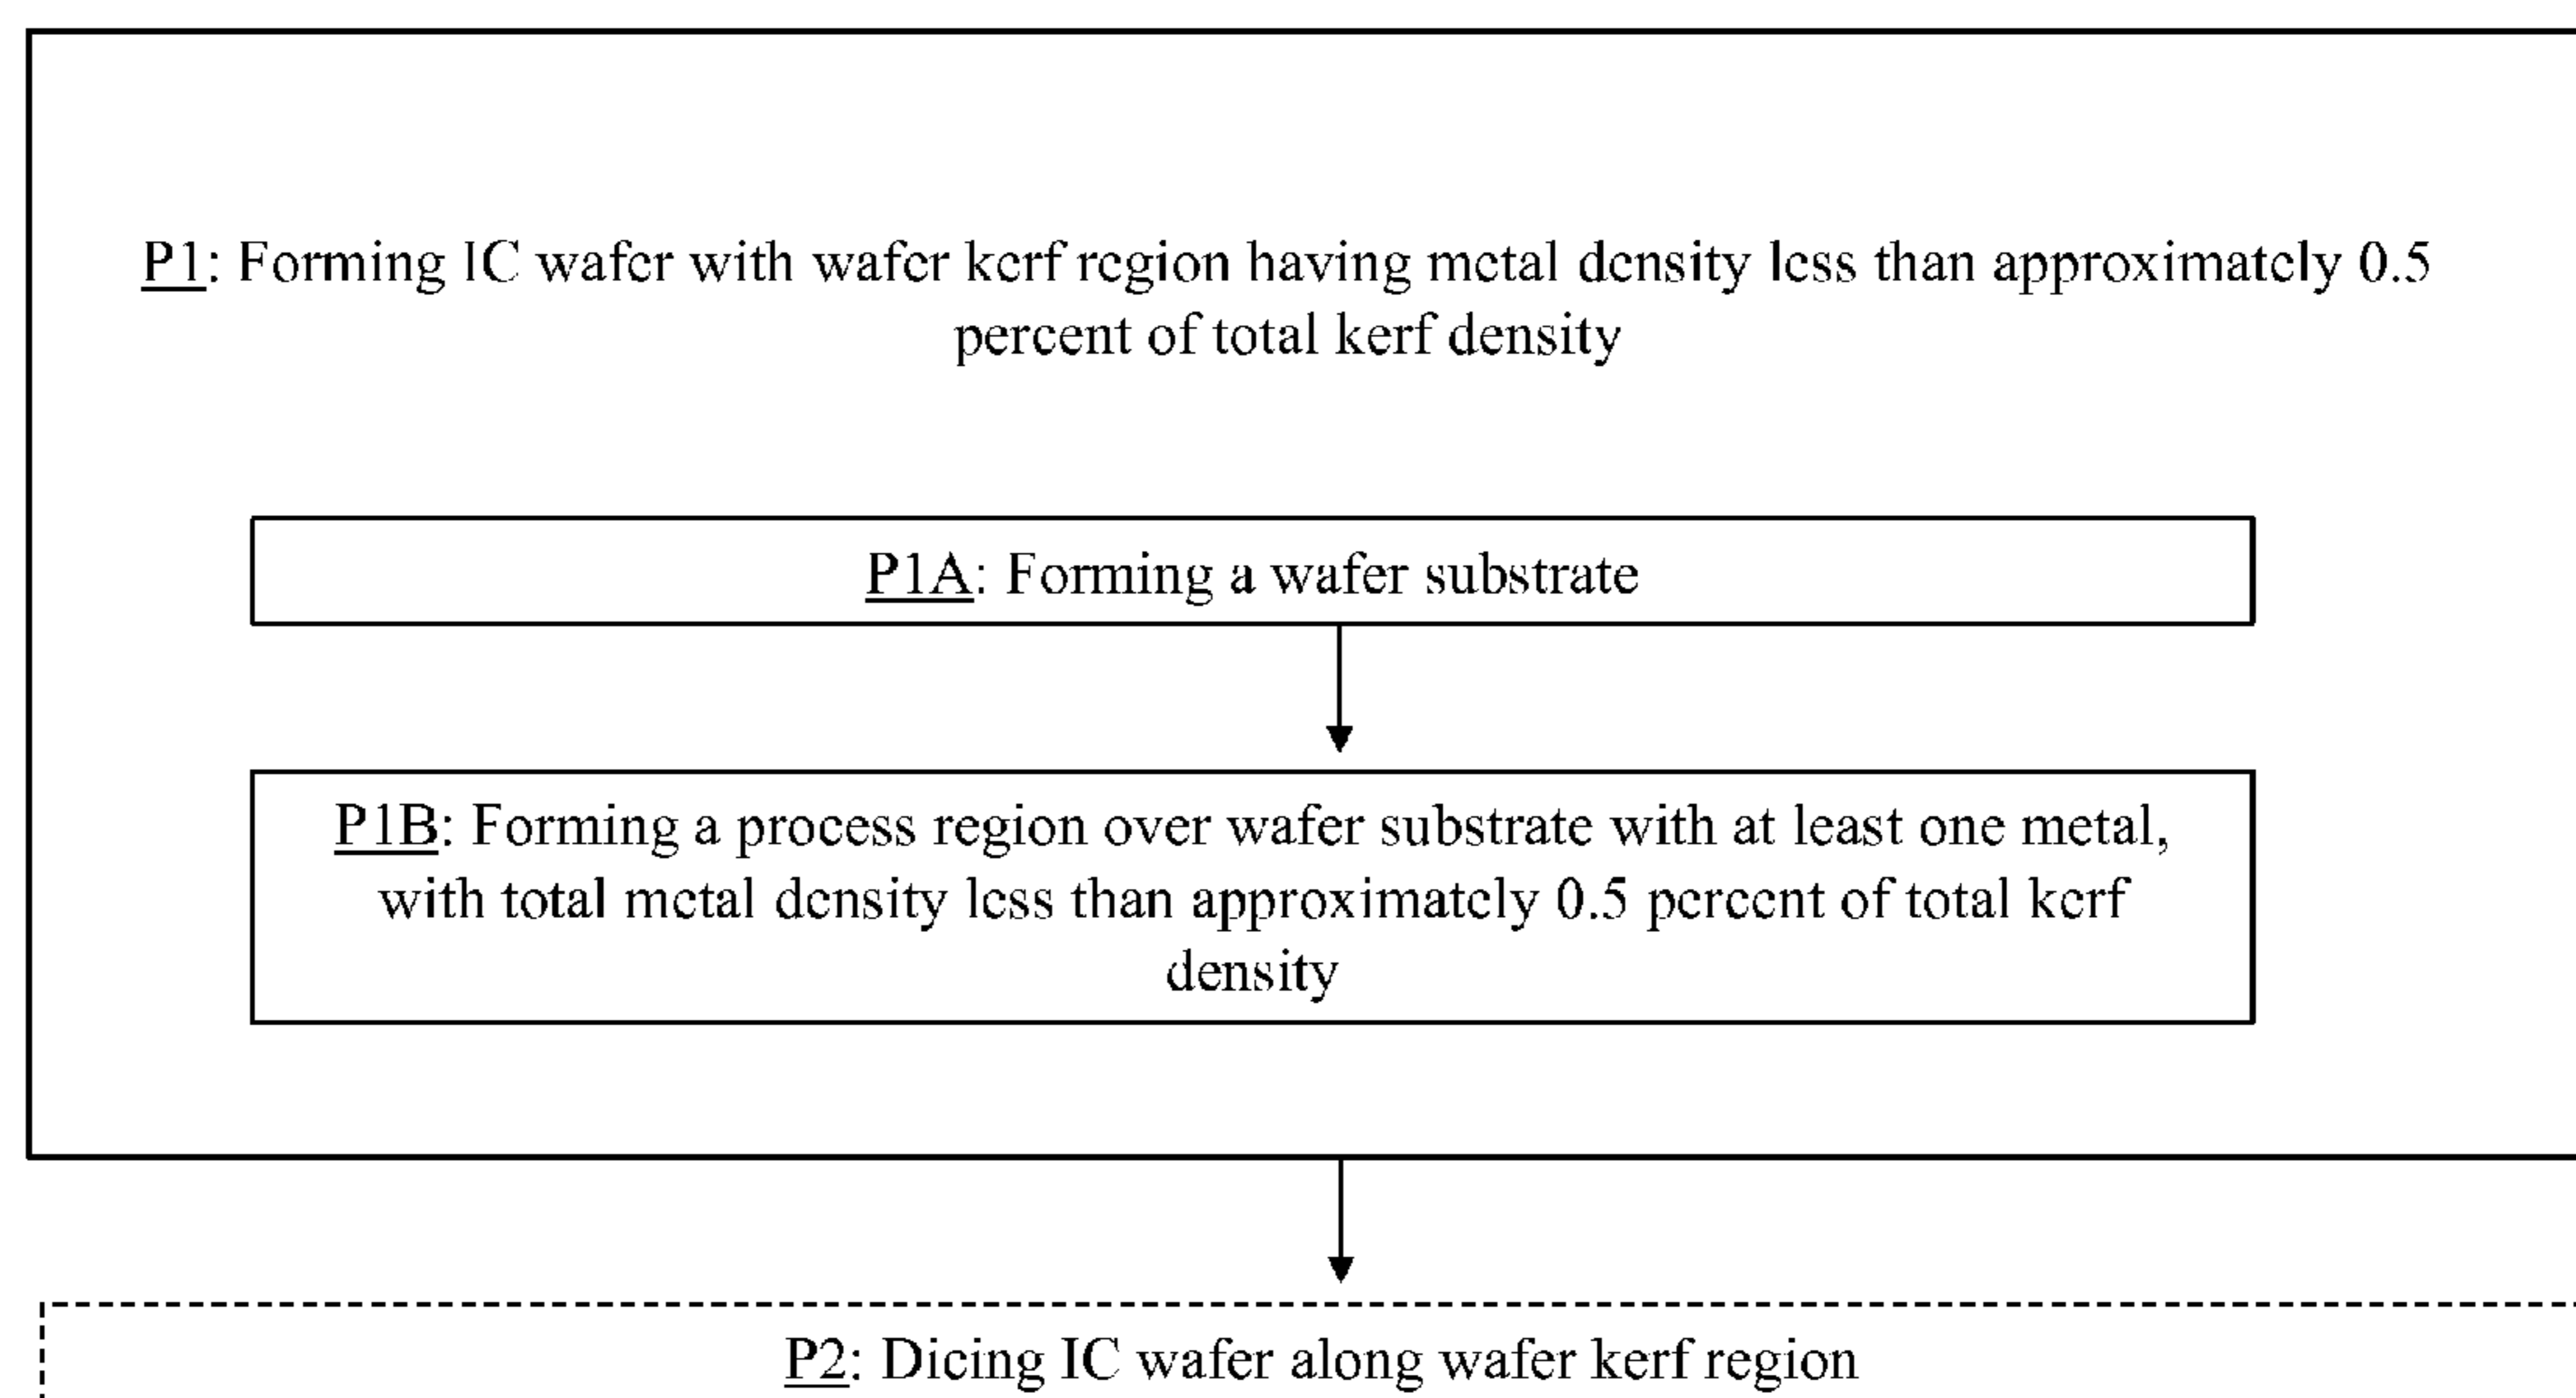 P1: Forming IC wafer with wafer kerf region having metal density less than approximately 0.5
percent of total kerf density
P1A: Forming a wafer substrate
P1B: Forming a process region over wafer substrate with at least one metal,
with total metal density less than approximately 0.5 percent of total kerf
density
P2: Dicing IC wafer along wafer kerf region